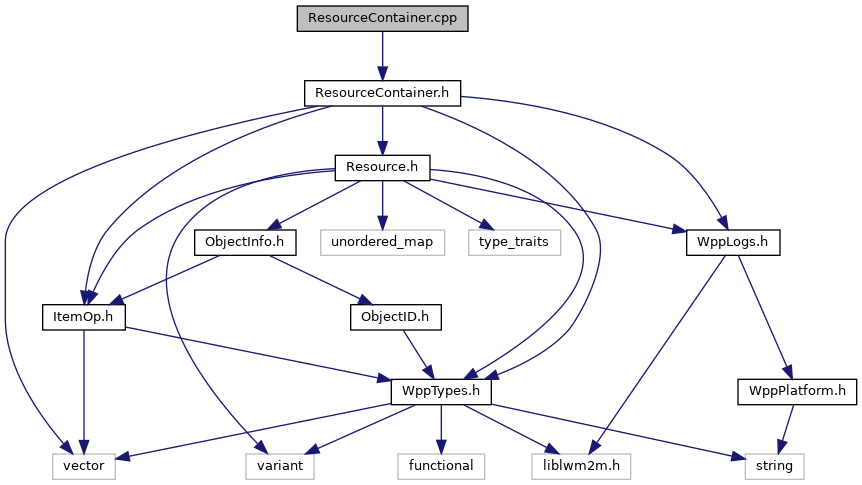 ResourceContainer.cpp
ResourceContainer.h
Resource.h
ObjectInfo.h
unordered_map
type_traits
WppLogs.h
ItemOp.h
ObjectID.h
WppTypes.h
WppPlatform.h
vector
variant
functional
liblwm2m.h
string